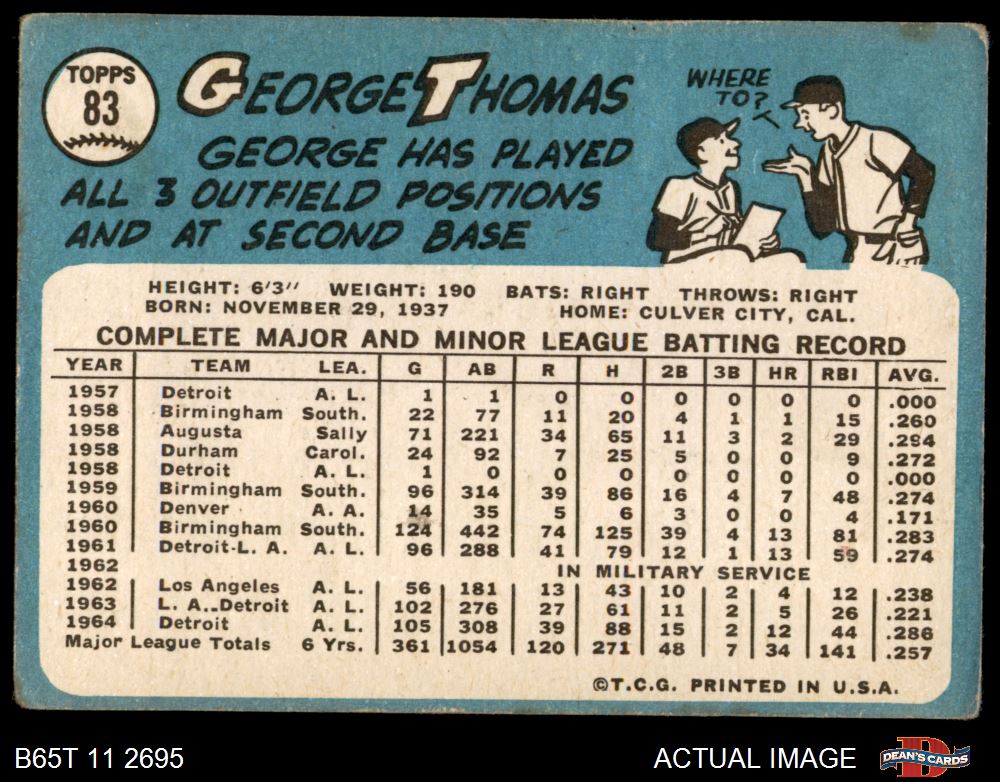 TOPPS
83
GEORGE THOMAS
GEORGE HAS PLAYED
ALL 3 OUTFIELD POSITIONS
AND AT SECOND BASE
WHERE
TO?
HEIGHT: 6'3" WEIGHT: 190 BATS: RIGHT THROWS: RIGHT
BORN: NOVEMBER 29, 1937 HOME: CULVER CITY, CAL.
COMPLETE MAJOR AND MINOR LEAGUE BATTING RECORD
YEAR TEAM LEA. G AB R H 2B 3B HR RBI AVG.
1957 Detroit A. L. 1 1 0 0 0 0 0 0 .000
1958 Birmingham South. 22 77 11 20 4 1 1 15 .260
1958 Augusta Sally 71 221 34 65 11 3 2 29 .294
1958 Durham Carol. 24 92 7 25 5 0 0 9 .272
1958 Detroit A. L. 1 0 0 0 0 0 0 0 .000
1959 Birmingham South. 96 314 39 86 16 4 7 48 .274
1960 Denver A. A. 14 35 5 6 3 0 0 4 .171
1960 Birmingham South. 124 442 74 125 39 4 13 81 .283
1961 Detroit-L. A. A. L. 96 288 41 79 12 1 13 59 .274
1962 IN MILITARY SERVICE
1962 Los Angeles A. L. 56 181 13 43 10 2 4 12 .238
1963 L. A.-Detroit A. L. 102 276 27 61 11 2 5 26 .221
1964 Detroit A. L. 105 308 39 88 15 2 12 44 .286
Major League Totals 6 Yrs. 361 1054 120 271 48 7 34 141 .257
©T.C.G. PRINTED IN U.S.A.
B65T 11 2695 ACTUAL IMAGE DEAN'S CARDS